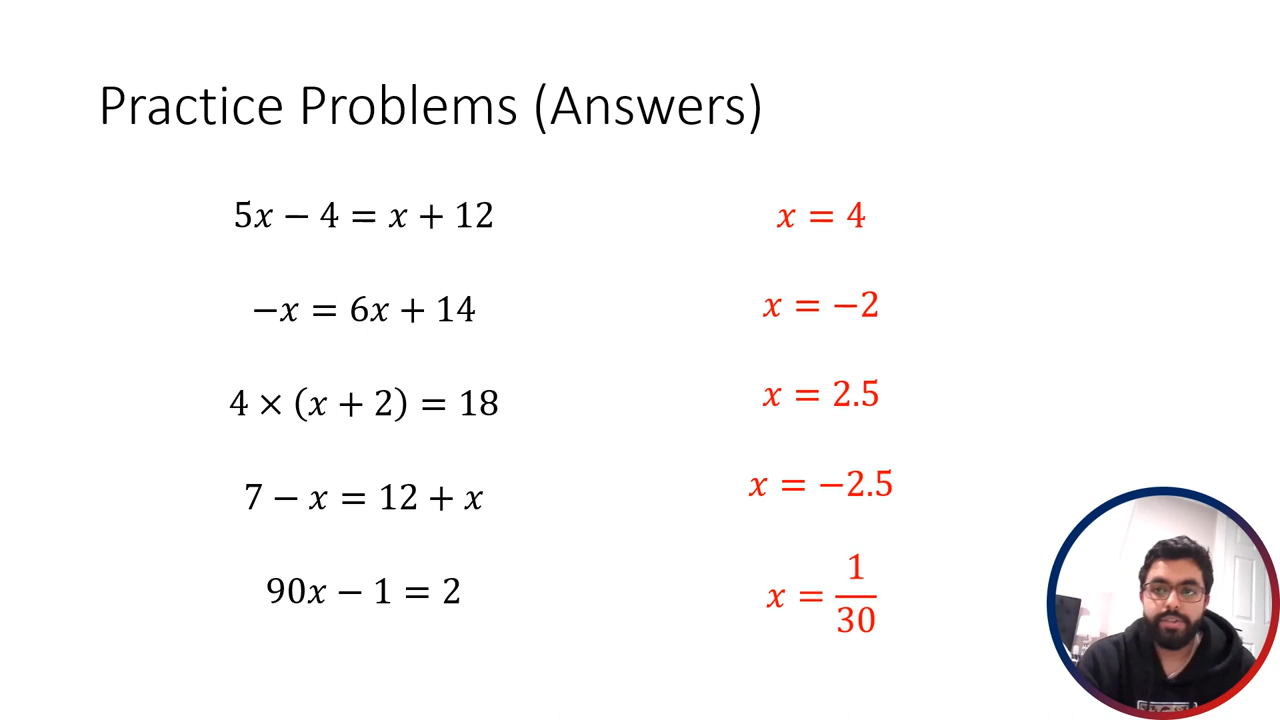 Practice Problems (Answers)
5x − 4 = x + 12
x = 4
−x = 6x + 14
x = −2
4 × (x + 2) = 18
x = 2.5
7 − x = 12 + x
x = −2.5
90x − 1 = 2
x = 1/30